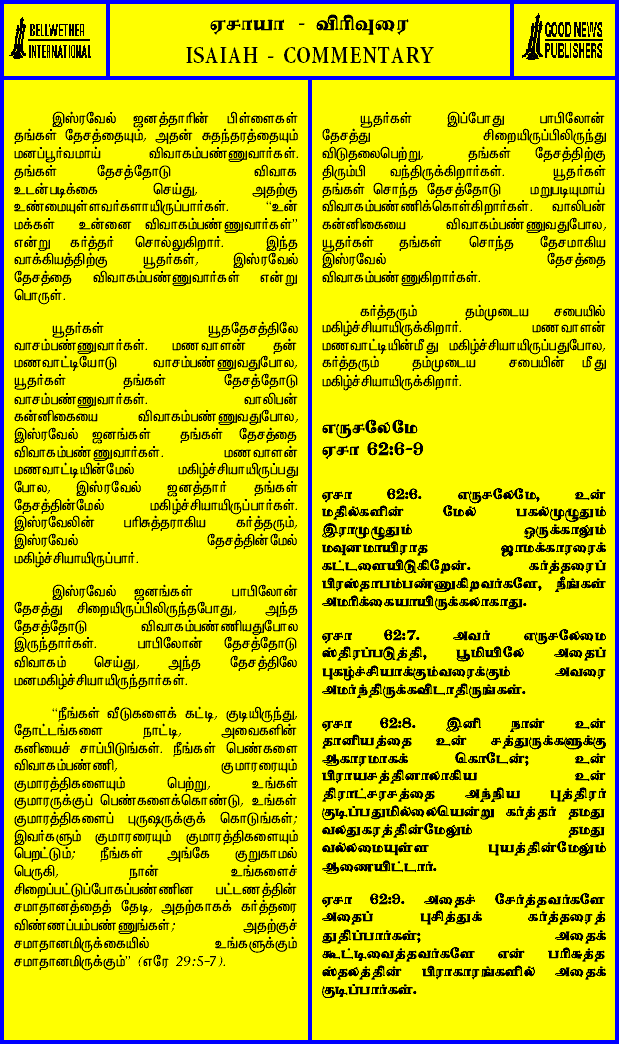 BELLWETHER
INTERNATIONAL
ஏசாயா - விரிவுரை
ISAIAH - COMMENTARY
GOOD NEWS
PUBLISHERS
இஸ்ரவேல் ஜனத்தாரின் பிள்ளைகள்
தங்கள் தேசத்தையும், அதன் சுதந்தரத்தையும்
மனப்பூர்வமாய் விவாகம்பண்ணுவார்கள்.
தங்கள் தேசத்தோடு விவாக
உடன்படிக்கை செய்து, அதற்கு
உண்மையுள்ளவர்களாயிருப்பார்கள். “உன்
மக்கள் உன்னை விவாகம்பண்ணுவார்கள்”
என்று கர்த்தர் சொல்லுகிறார். இந்த
வாக்கியத்திற்கு யூதர்கள், இஸ்ரவேல்
தேசத்தை விவாகம்பண்ணுவார்கள் என்று
பொருள்.
யூதர்கள் யூததேசத்திலே
வாசம்பண்ணுவார்கள். மணவாளன் தன்
மணவாட்டியோடு வாசம்பண்ணுவதுபோல,
யூதர்கள் தங்கள் தேசத்தோடு
வாசம்பண்ணுவார்கள். வாலிபன்
கன்னிகையை விவாகம்பண்ணுவதுபோல,
இஸ்ரவேல் ஜனங்கள் தங்கள் தேசத்தை
விவாகம்பண்ணுவார்கள். மணவாளன்
மணவாட்டியின்மேல் மகிழ்ச்சியாயிருப்பது
போல, இஸ்ரவேல் ஜனத்தார் தங்கள்
தேசத்தின்மேல் மகிழ்ச்சியாயிருப்பார்கள்.
இஸ்ரவேலின் பரிசுத்தராகிய கர்த்தரும்,
இஸ்ரவேல் தேசத்தின்மேல்
மகிழ்ச்சியாயிருப்பார்.
இஸ்ரவேல் ஜனங்கள் பாபிலோன்
தேசத்து சிறையிருப்பிலிருந்தபோது, அந்த
தேசத்தோடு விவாகம்பண்ணியதுபோல
இருந்தார்கள். பாபிலோன் தேசத்தோடு
விவாகம் செய்து, அந்த தேசத்திலே
மனமகிழ்ச்சியாயிருந்தார்கள்.
“நீங்கள் வீடுகளைக் கட்டி, குடியிருந்து,
தோட்டங்களை நாட்டி, அவைகளின்
கனியைச் சாப்பிடுங்கள். நீங்கள் பெண்களை
விவாகம்பண்ணி, குமாரரையும்
குமாரத்திகளையும் பெற்று, உங்கள்
குமாரருக்குப் பெண்களைக்கொண்டு, உங்கள்
குமாரத்திகளைப் புருஷருக்குக் கொடுங்கள்;
இவர்களும் குமாரரையும் குமாரத்திகளையும்
பெறட்டும்; நீங்கள் அங்கே குறுகாமல்
பெருகி, நான் உங்களைச்
சிறைப்பட்டுப்போகப்பண்ணின பட்டணத்தின்
சமாதானத்தைத் தேடி, அதற்காகக் கர்த்தரை
விண்ணப்பம்பண்ணுங்கள்; அதற்குச்
சமாதானமிருக்கையில் உங்களுக்கும்
சமாதானமிருக்கும்” (எரே 29:5-7).
யூதர்கள் இப்போது பாபிலோன்
தேசத்து சிறையிருப்பிலிருந்து
விடுதலைபெற்று, தங்கள் தேசத்திற்கு
திரும்பி வந்திருக்கிறார்கள். யூதர்கள்
தங்கள் சொந்த தேசத்தோடு மறுபடியுமாய்
விவாகம்பண்ணிக்கொள்கிறார்கள். வாலிபன்
கன்னிகையை விவாகம்பண்ணுவதுபோல,
யூதர்கள் தங்கள் சொந்த தேசமாகிய
இஸ்ரவேல் தேசத்தை
விவாகம்பண்ணுகிறார்கள்.
கர்த்தரும் தம்முடைய சபையில்
மகிழ்ச்சியாயிருக்கிறார். மணவாளன்
மணவாட்டியின்மீது மகிழ்ச்சியாயிருப்பதுபோல,
கர்த்தரும் தம்முடைய சபையின் மீது
மகிழ்ச்சியாயிருக்கிறார்.
எருசலேமே
ஏசா 62:6-9
ஏசா 62:6. எருசலேமே, உன்
மதில்களின் மேல் பகல்முழுதும்
இராமுழுதும் ஒருக்காலும்
மவுனமாயிராத ஜாமக்காரரைக்
கட்டளையிடுகிறேன். கர்த்தரைப்
பிரஸ்தாபம்பண்ணுகிறவர்களே, நீங்கள்
அமரிக்கையாயிருக்கலாகாது.
ஏசா 62:7. அவர் எருசலேமை
ஸ்திரப்படுத்தி, பூமியிலே அதைப்
புகழ்ச்சியாக்கும்வரைக்கும் அவரை
அமர்ந்திருக்கவிடாதிருங்கள்.
ஏசா 62:8. இனி நான் உன்
தானியத்தை உன் சத்துருக்களுக்கு
ஆகாரமாகக் கொடேன்; உன்
பிராயசத்தினாலாகிய உன்
திராட்சரசத்தை அந்நிய புத்திரர்
குடிப்பதுமில்லையென்று கர்த்தர் தமது
வலதுகரத்தின்மேலும் தமது
வல்லமையுள்ள புயத்தின்மேலும்
ஆணையிட்டார்.
ஏசா 62:9. அதைச் சேர்த்தவர்களே
அதைப் புசித்துக் கர்த்தரைத்
துதிப்பார்கள்; அதைக்
கூட்டிவைத்தவர்களே என் பரிசுத்த
ஸ்தலத்தின் பிராகாரங்களில் அதைக்
குடிப்பார்கள்.